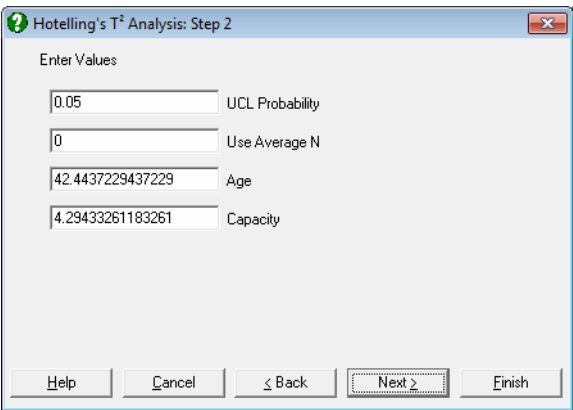 Hotelling's T² Analysis: Step 2
Enter Values
0.05 UCL Probability
0 Use Average N
42.4437229437229 Age
4.29433261183261 Capacity
Help Cancel < Back Next > Finish